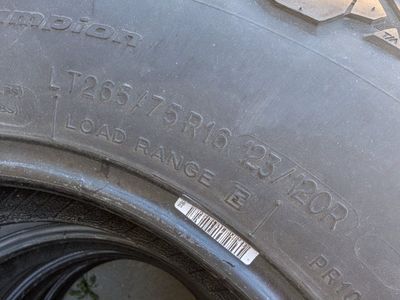 mpion
LT265/75R16 123/120R
LOAD RANGE E
PR10